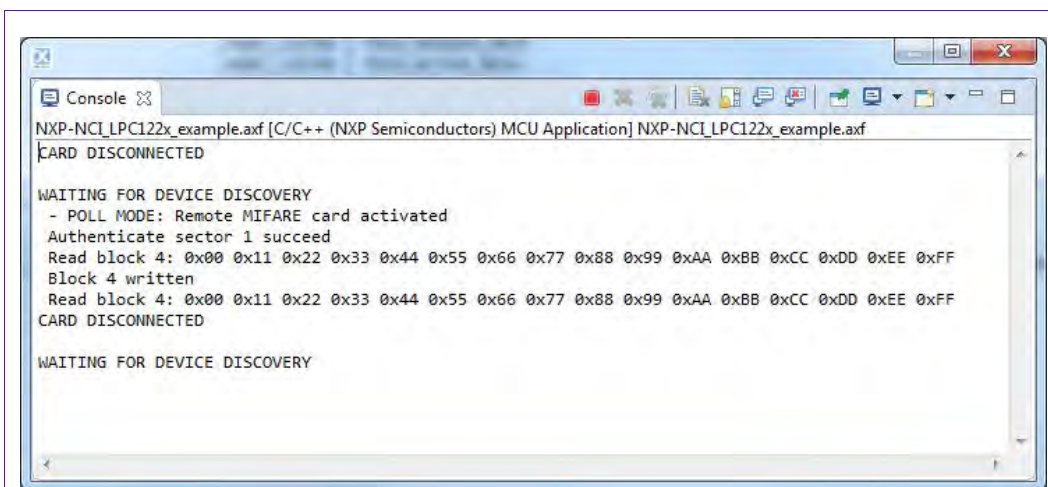 Console
NXP-NCI_LPC122x_example.axf [C/C++ (NXP Semiconductors) MCU Application] NXP-NCI_LPC122x_example.axf
CARD DISCONNECTED
WAITING FOR DEVICE DISCOVERY
- POLL MODE: Remote MIFARE card activated
Authenticate sector 1 succeed
Read block 4: 0x00 0x11 0x22 0x33 0x44 0x55 0x66 0x77 0x88 0x99 0xAA 0xBB 0xCC 0xDD 0xEE 0xFF
Block 4 written
Read block 4: 0x00 0x11 0x22 0x33 0x44 0x55 0x66 0x77 0x88 0x99 0xAA 0xBB 0xCC 0xDD 0xEE 0xFF
CARD DISCONNECTED
WAITING FOR DEVICE DISCOVERY